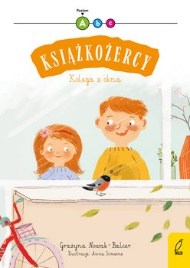 Poziom
A b c
KSIĄŻKOŻERCY
Kolega z okna
Grażyna Nowak-Balcer
Ilustracje Anna Simeone